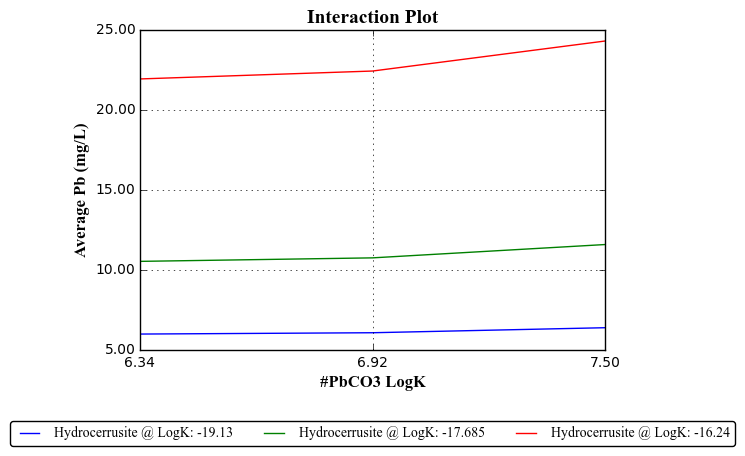 Interaction Plot
25.00
20.00
15.00
10.00
5.00
Average Pb (mg/L)
6.34 6.92 7.50
#PbCO3 LogK
Hydrocerrusite @ LogK: -19.13 Hydrocerrusite @ LogK: -17.685 Hydrocerrusite @ LogK: -16.24